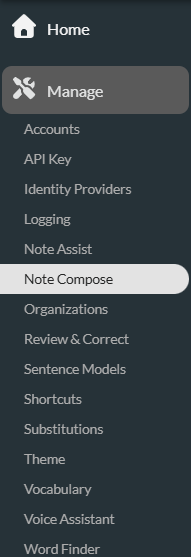 Home
Manage
Accounts
API Key
Identity Providers
Logging
Note Assist
Note Compose
Organizations
Review & Correct
Sentence Models
Shortcuts
Substitutions
Theme
Vocabulary
Voice Assistant
Word Finder